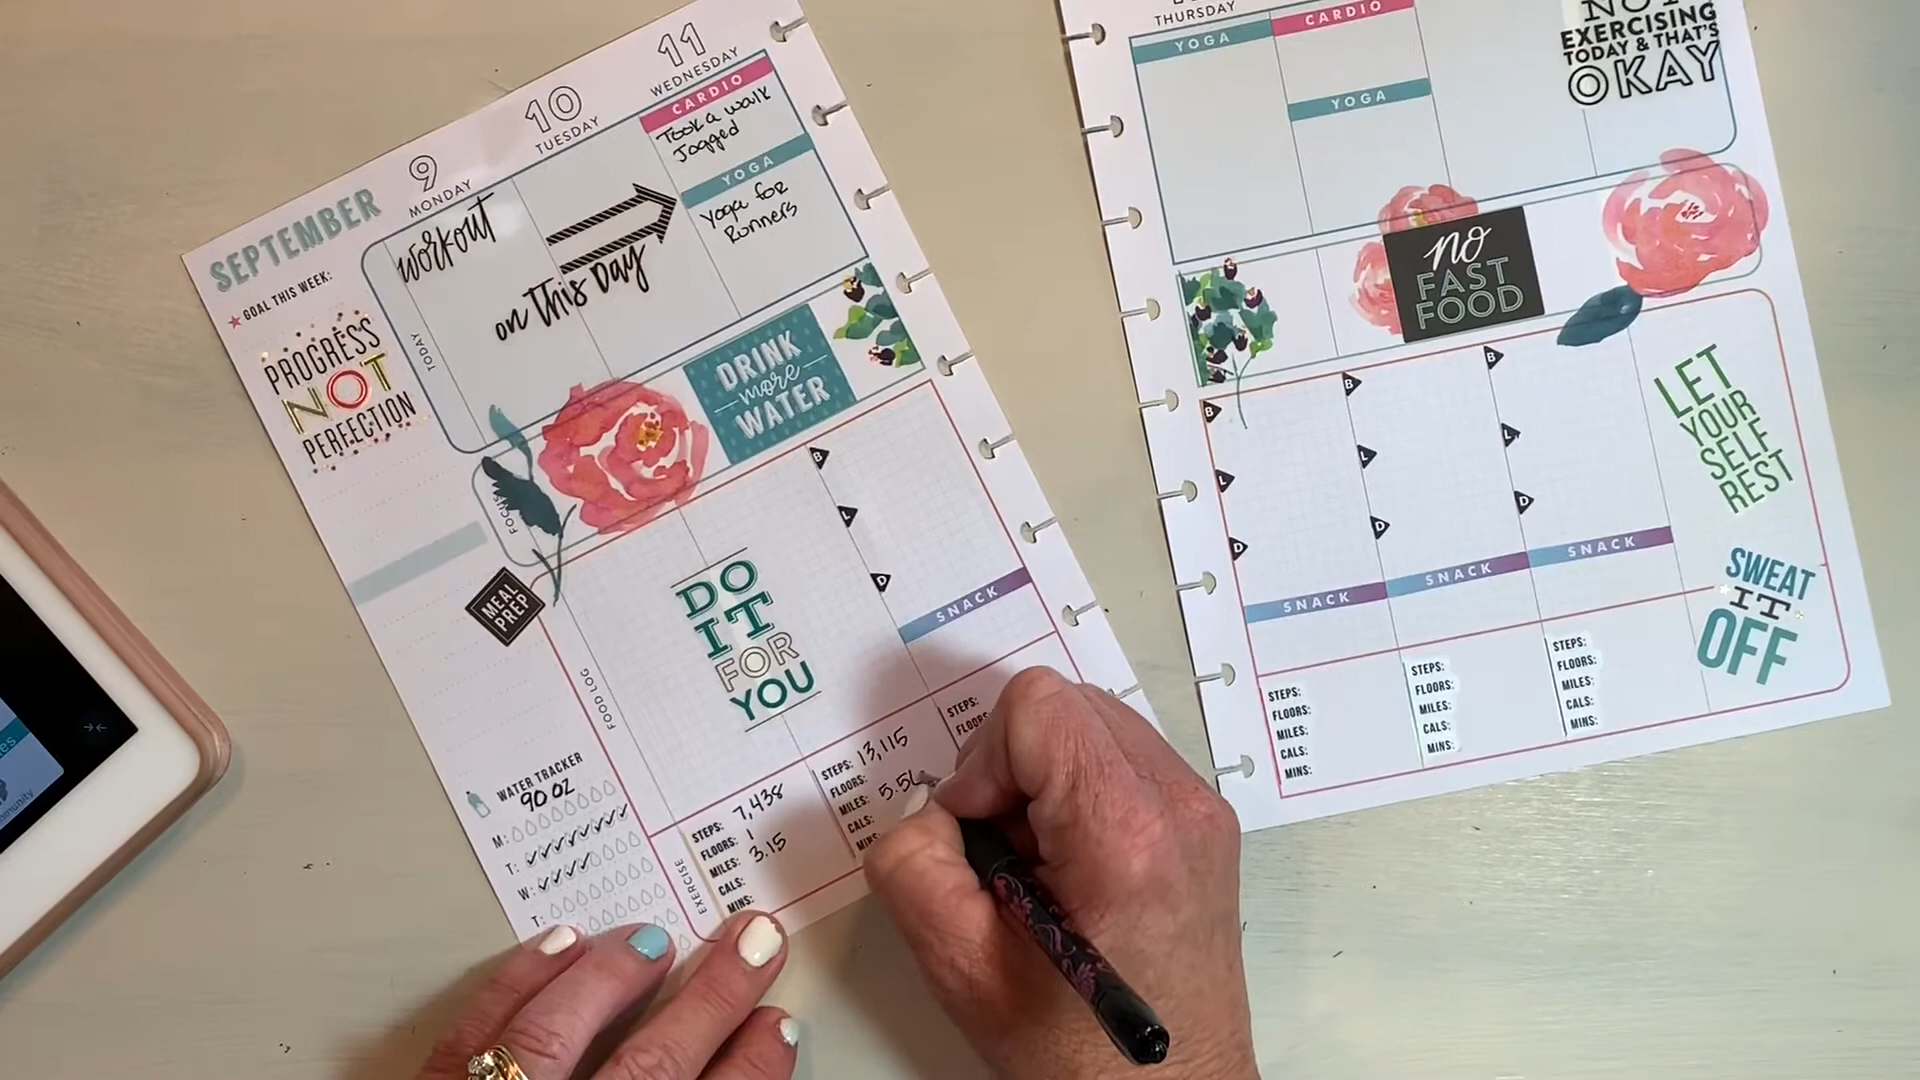 SEPTEMBER
9
MONDAY
10
TUESDAY
11
WEDNESDAY
★ GOAL THIS WEEK:
PROGRESS
NOT
PERFECTION
TODAY
workout
on This Day
CARDIO
Took a walk
Jogged
YOGA
Yoga for
Runners
FOCUS
DRINK
more
WATER
MEAL
PREP
FOOD LOG
DO
IT
FOR
YOU
B
L
D
SNACK
WATER TRACKER
90 OZ
M:
T:
W:
T:
EXERCISE
STEPS: 7,438
FLOORS: 1
MILES: 3.15
CALS:
MINS:
STEPS: 13,115
FLOORS:
MILES: 5.5
CALS:
MINS:
STEPS:
FLOORS
THURSDAY
YOGA
CARDIO
YOGA
EXERCISING
TODAY & THAT'S
OKAY
no
FAST
FOOD
B
L
D
SNACK
B
L
D
SNACK
B
L
D
SNACK
LET
YOUR
SELF
REST
SWEAT
IT
OFF
STEPS:
FLOORS:
MILES:
CALS:
MINS:
STEPS:
FLOORS:
MILES:
CALS:
MINS:
STEPS:
FLOORS:
MILES:
CALS:
MINS: